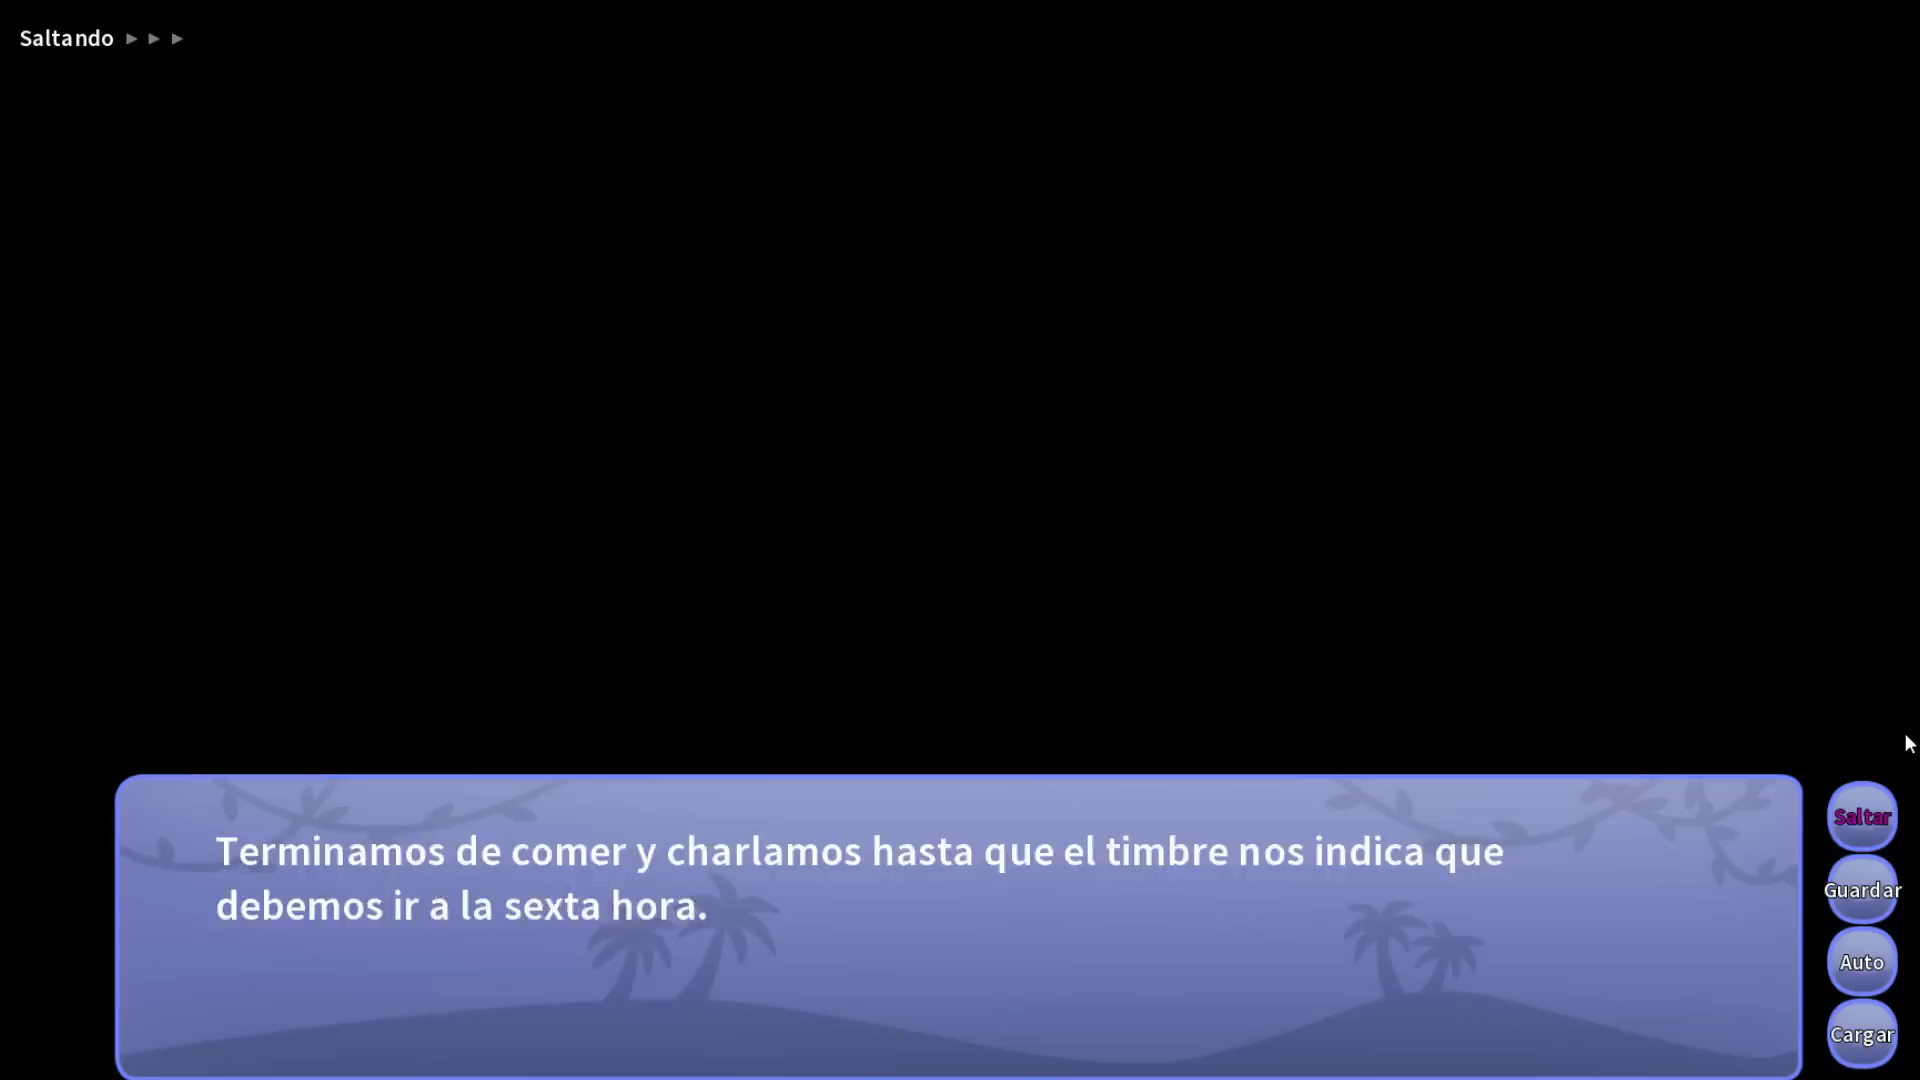 Saltando ▸ ▸ ▸
Terminamos de comer y charlamos hasta que el timbre nos indica que
debemos ir a la sexta hora.
Saltar
Guardar
Auto
Cargar